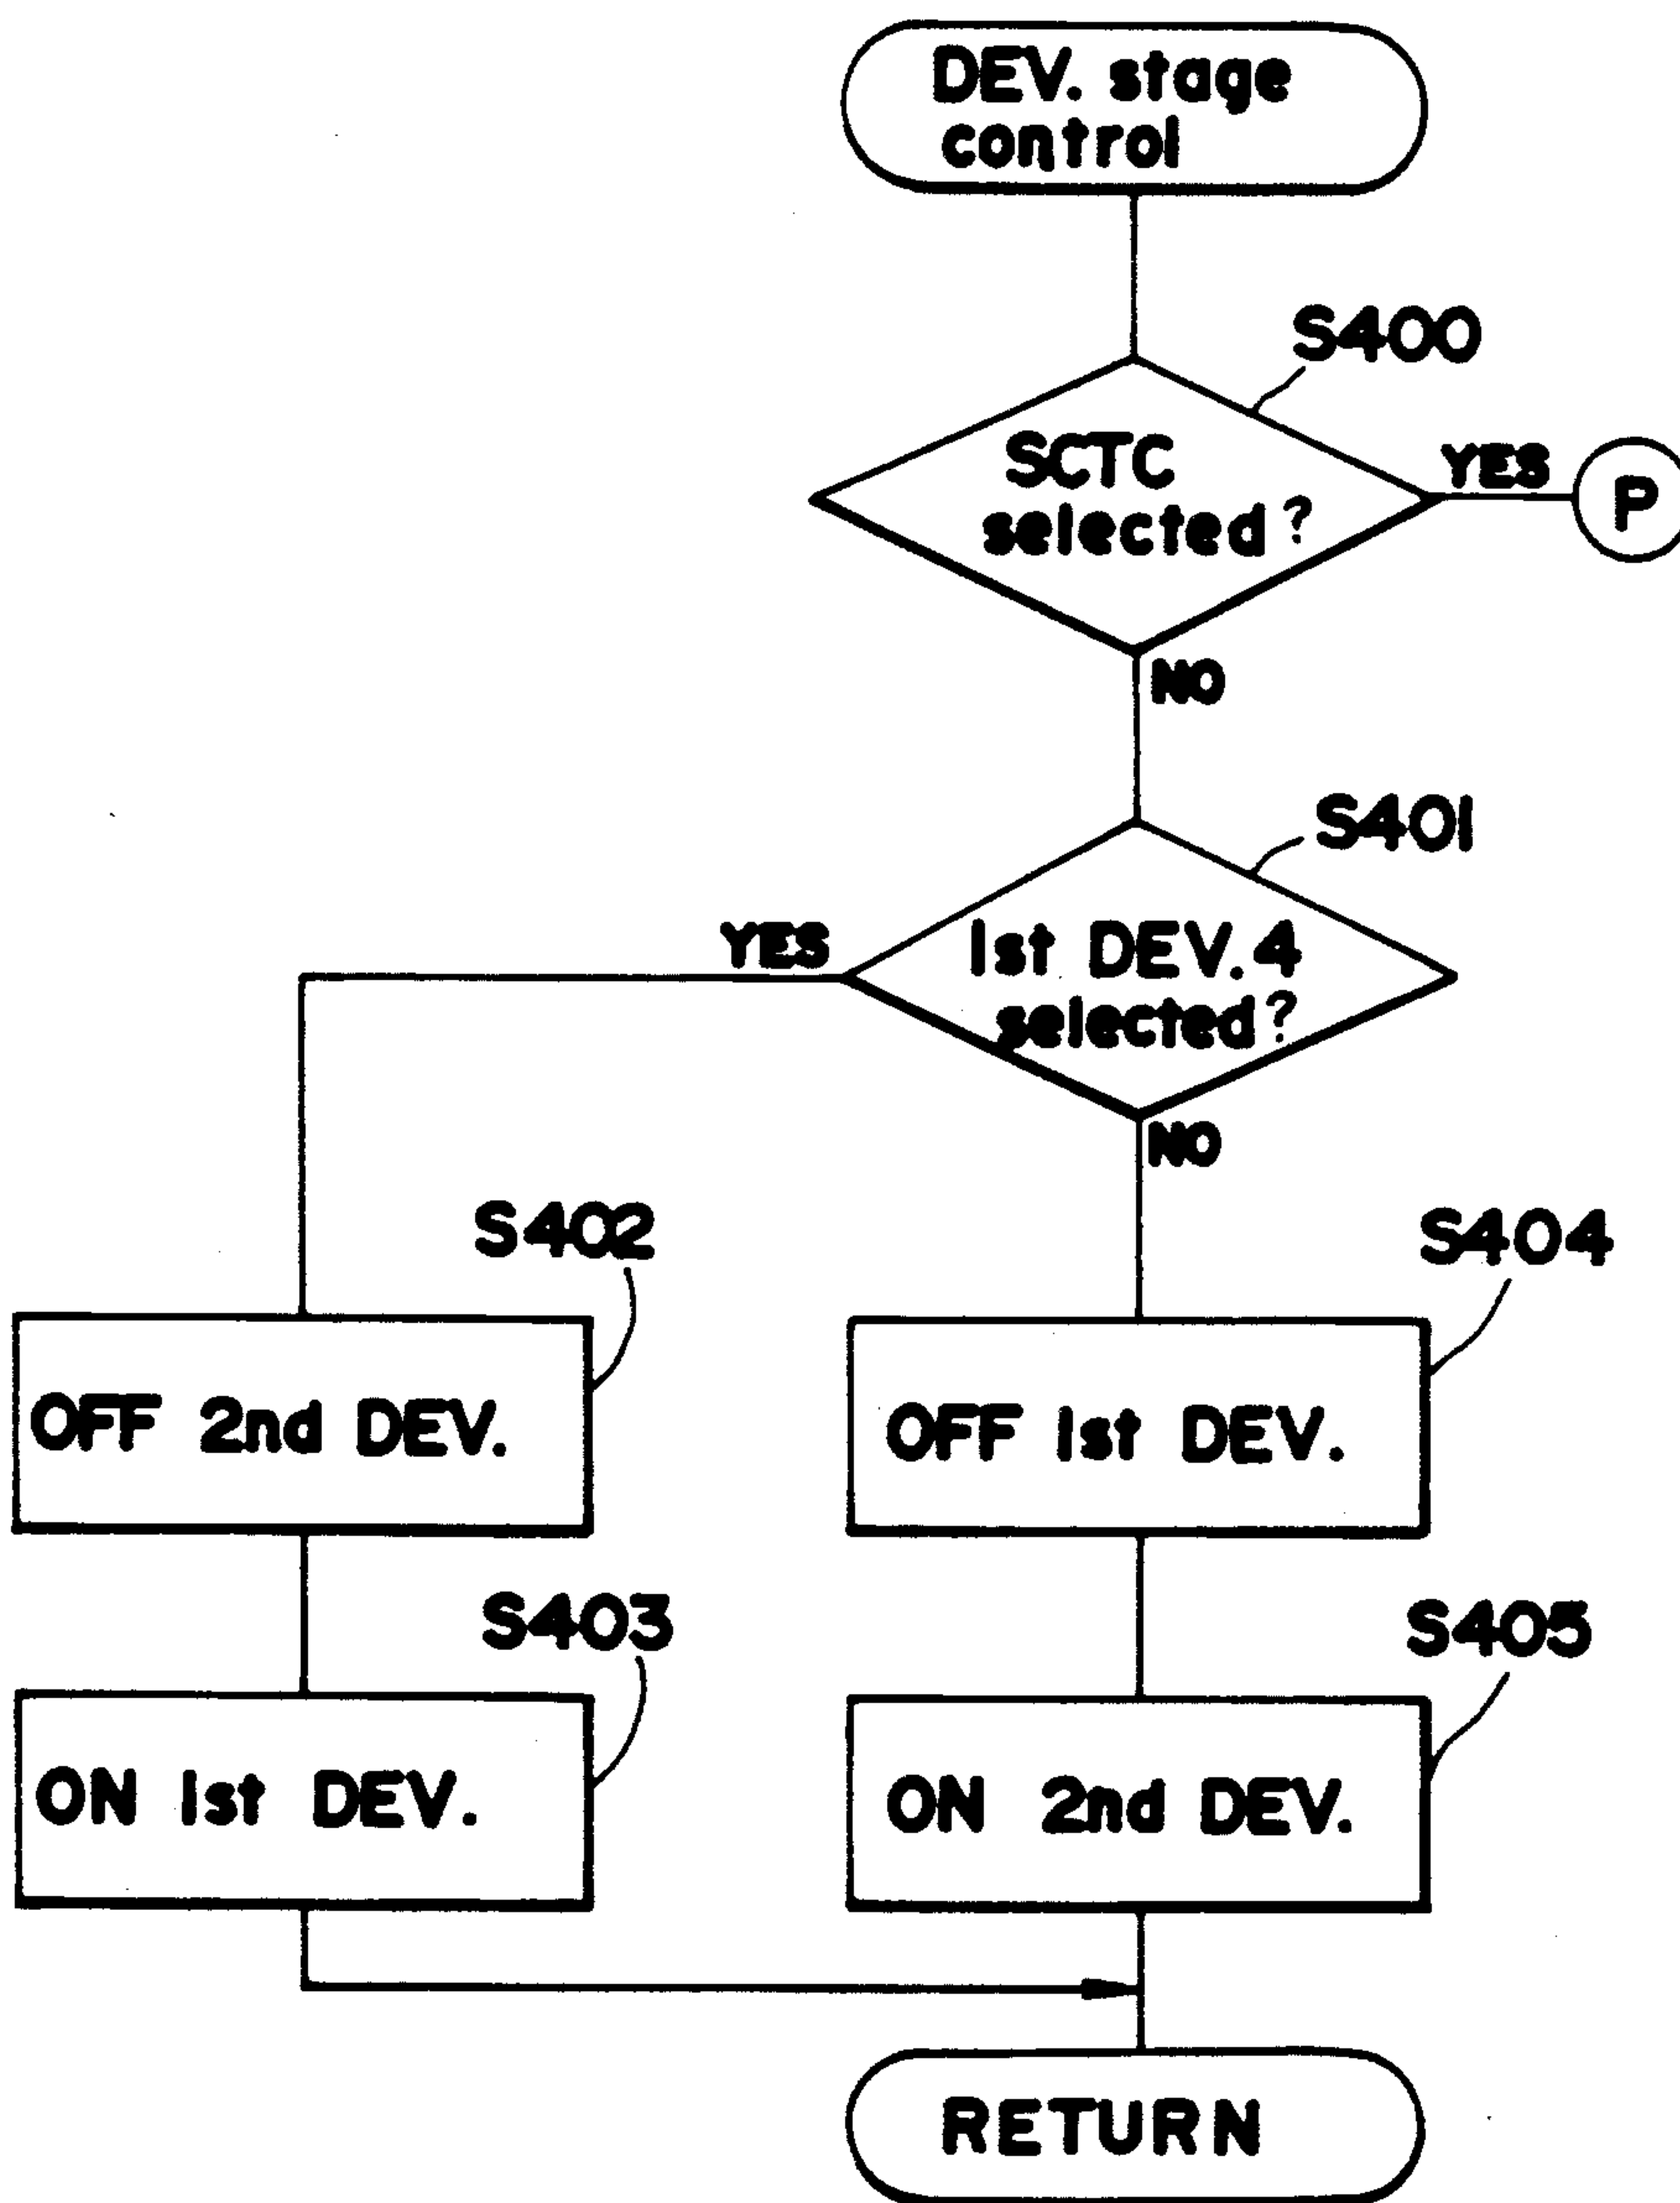 DEV. stage
control
S400
SCTC
selected?
YES
P
NO
S401
1st DEV.4
selected?
YES
NO
S402
S404
OFF 2nd DEV.
OFF 1st DEV.
S403
S405
ON 1st DEV.
ON 2nd DEV.
RETURN